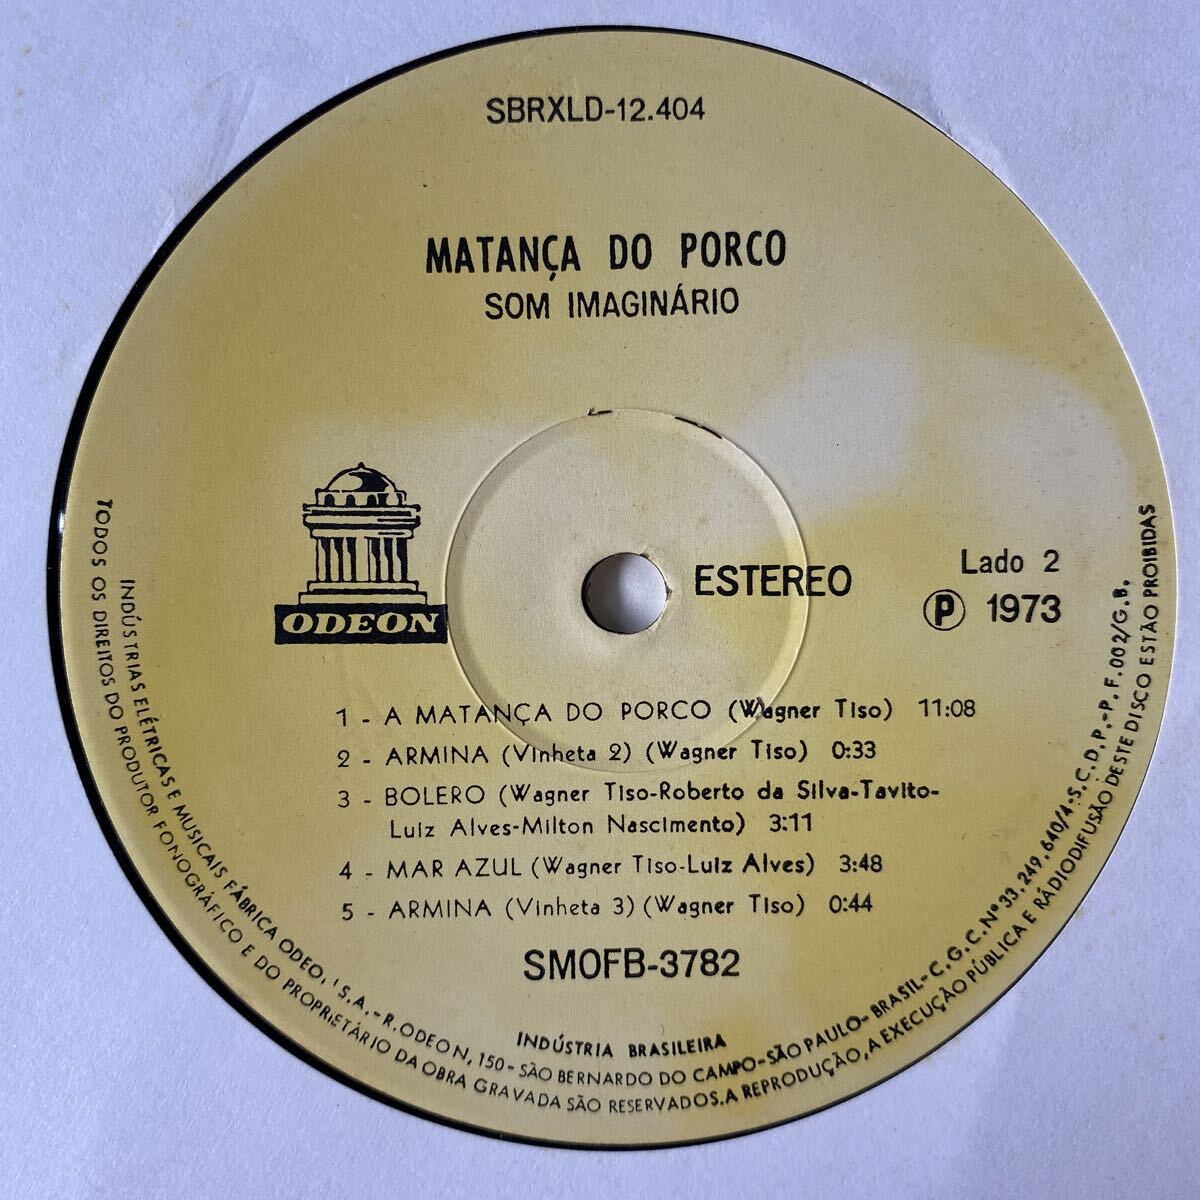 SBRXLD-12.404
MATANÇA DO PORCO
SOM IMAGINÁRIO
ODEON
ESTEREO
Lado 2
Ⓟ 1973
1 - A MATANÇA DO PORCO (Wagner Tiso) 11:08
2 - ARMINA (Vinheta 2) (Wagner Tiso) 0:33
3 - BOLERO (Wagner Tiso-Roberto da Silva-Tavito-
Luiz Alves-Milton Nascimento) 3:11
4 - MAR AZUL (Wagner Tiso-Luiz Alves) 3:48
5 - ARMINA (Vinheta 3) (Wagner Tiso) 0:44
SMOFB-3782
INDÚSTRIA BRASILEIRA
INDÚSTRIAS ELÉTRICAS E MUSICAIS FÁBRICA ODEO. S.A.-R.ODEON, 150-SÃO BERNARDO DO CAMPO-SÃO PAULO-BRASIL-C.G.C.Nº33.249.640/4-S.C.D.P.-P.F.002/G.B.
TODOS OS DIREITOS DO PRODUTOR FONOGRÁFICO E DO PROPRIETÁRIO DA OBRA GRAVADA SÃO RESERVADOS.A REPRODUÇÃO,A EXECUÇÃO PÚBLICA E RÁDIODIFUSÃO DESTE DISCO ESTÃO PROIBIDAS